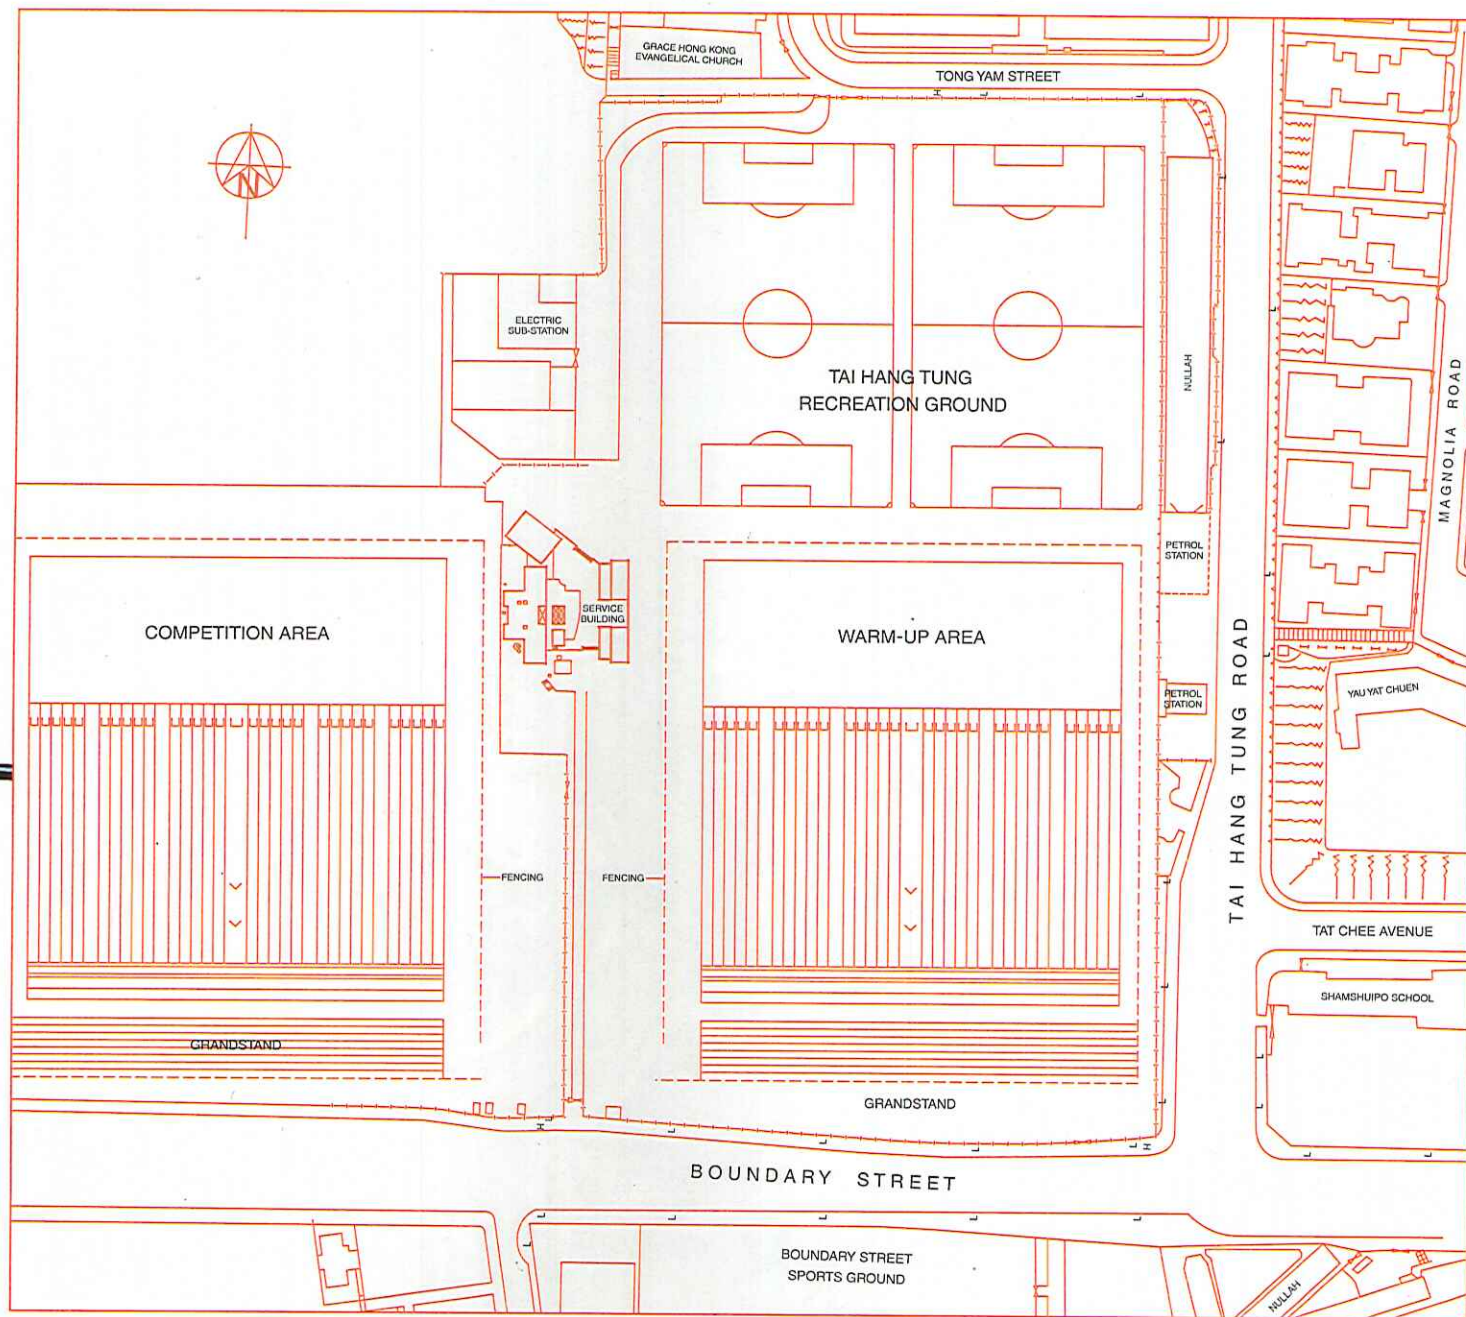 GRACE HONG KONG
EVANGELICAL CHURCH
TONG YAM STREET
N
ELECTRIC
SUB-STATION
TAI HANG TUNG
RECREATION GROUND
NULLAH
MAGNOLIA ROAD
PETROL
STATION
SERVICE
BUILDING
COMPETITION AREA
WARM-UP AREA
TAI HANG TUNG ROAD
PETROL
STATION
YAU YAT CHUEN
FENCING
FENCING
TAT CHEE AVENUE
SHAMSHUIPO SCHOOL
GRANDSTAND
GRANDSTAND
BOUNDARY STREET
BOUNDARY STREET
SPORTS GROUND
NULLAH